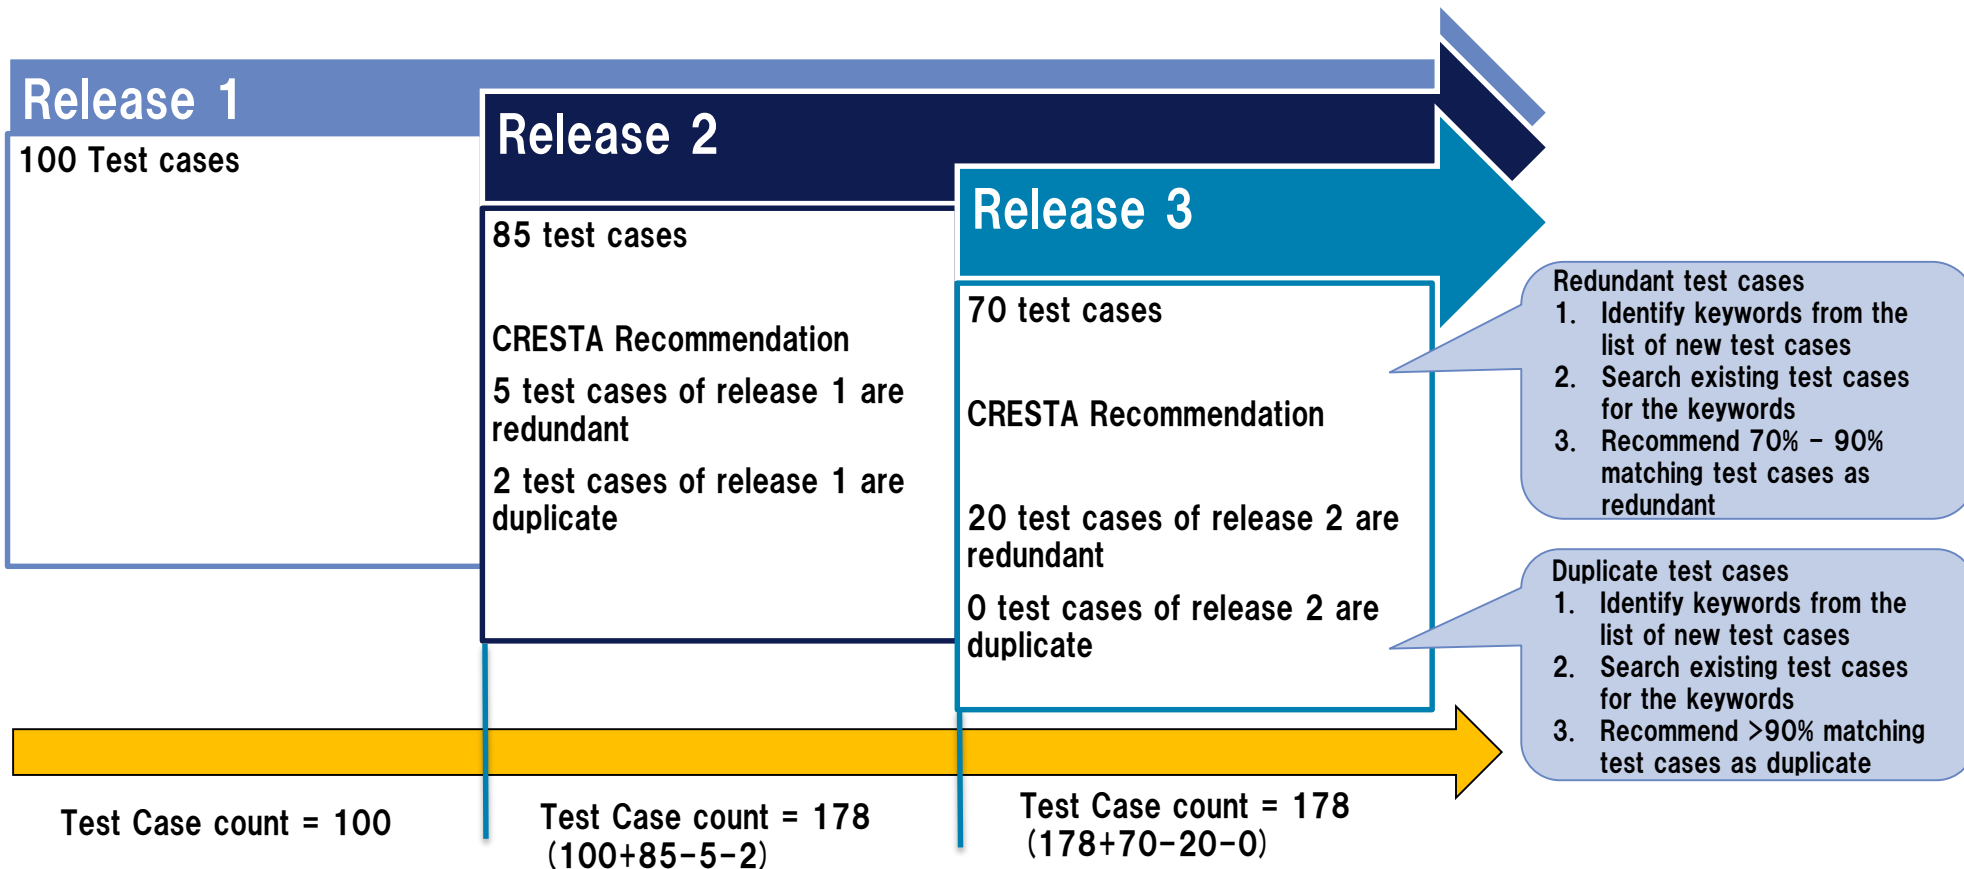 Release 1
100 Test cases
Release 2
85 test cases
CRESTA Recommendation
5 test cases of release 1 are
redundant
2 test cases of release 1 are
duplicate
Release 3
70 test cases
CRESTA Recommendation
20 test cases of release 2 are
redundant
0 test cases of release 2 are
duplicate
Redundant test cases
1. Identify keywords from the
list of new test cases
2. Search existing test cases
for the keywords
3. Recommend 70% - 90%
matching test cases as
redundant
Duplicate test cases
1. Identify keywords from the
list of new test cases
2. Search existing test cases
for the keywords
3. Recommend >90% matching
test cases as duplicate
Test Case count = 100
Test Case count = 178
(100+85-5-2)
Test Case count = 178
(178+70-20-0)